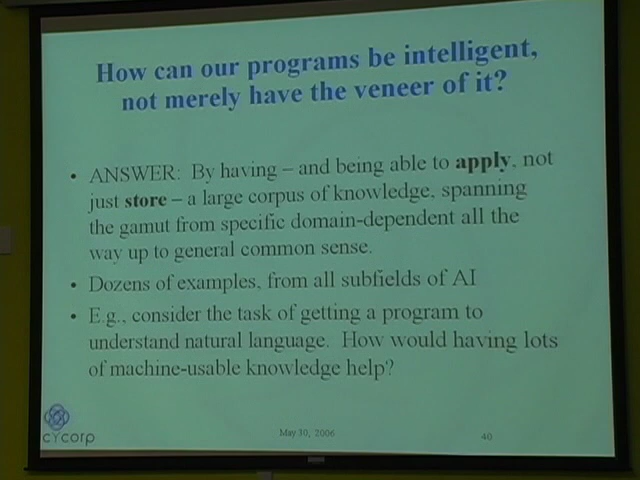 How can our programs be intelligent,
not merely have the veneer of it?
• ANSWER: By having – and being able to apply, not
just store – a large corpus of knowledge, spanning
the gamut from specific domain-dependent all the
way up to general common sense.
• Dozens of examples, from all subfields of AI
• E.g., consider the task of getting a program to
understand natural language. How would having lots
of machine-usable knowledge help?
cycorp
May 30, 2006
40